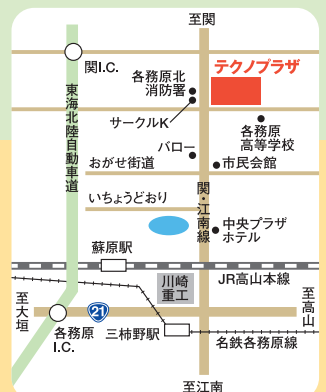 至関
関I.C.
テクノプラザ
各務原北
消防署
サークルK
東海北陸自動車道
各務原
高等学校
バロー
市民会館
おがせ街道
いちょうどおり
関・江南線
中央プラザ
ホテル
蘇原駅
川崎
重工
JR高山本線
至大垣
至高山
21
各務原
I.C.
三柿野駅
名鉄各務原線
至江南